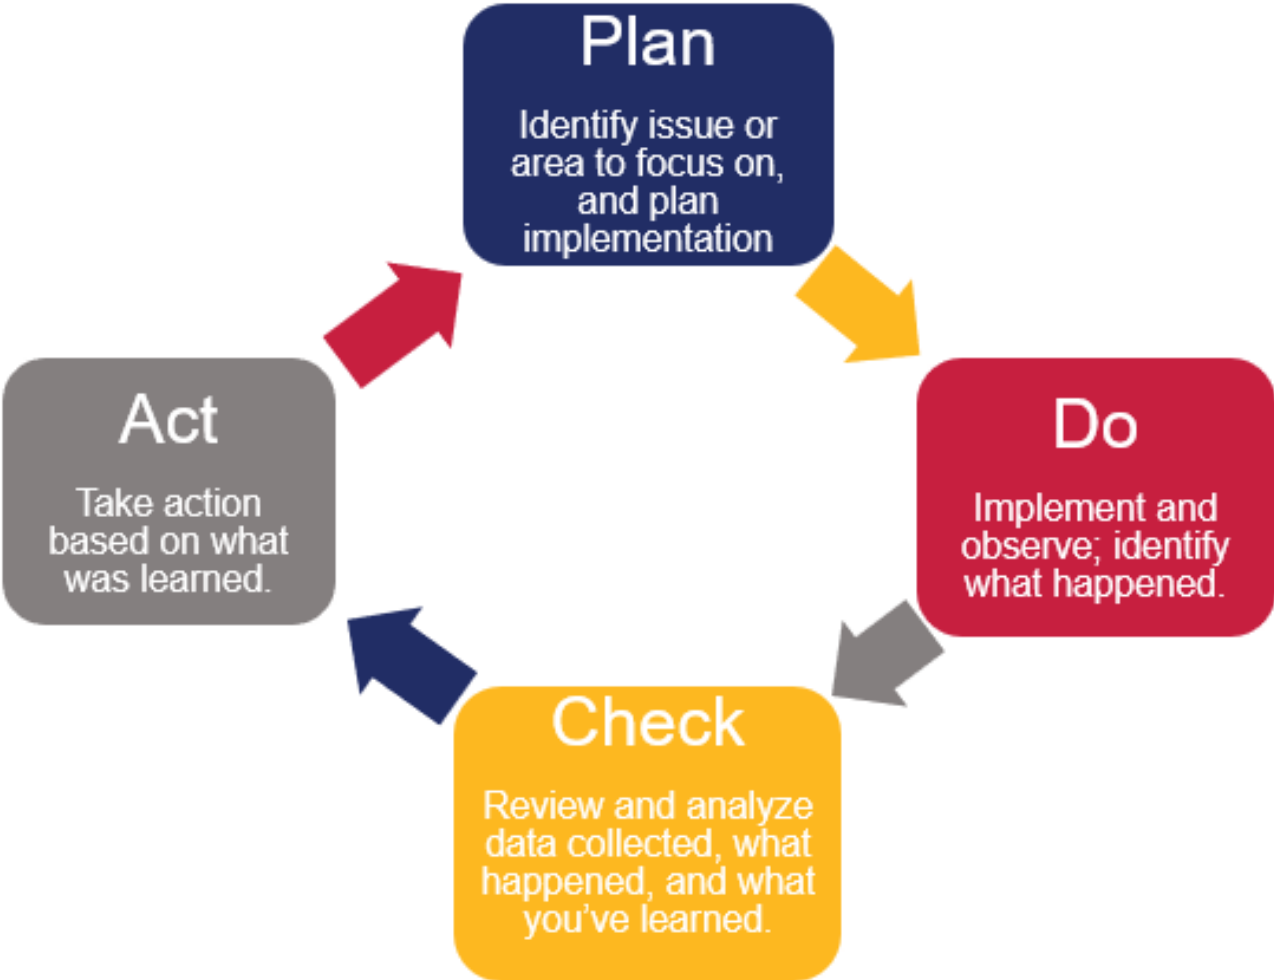 Plan
Identify issue or
area to focus on,
and plan
implementation
Do
Implement and
observe; identify
what happened.
Check
Review and analyze
data collected, what
happened, and what
you’ve learned.
Act
Take action
based on what
was learned.